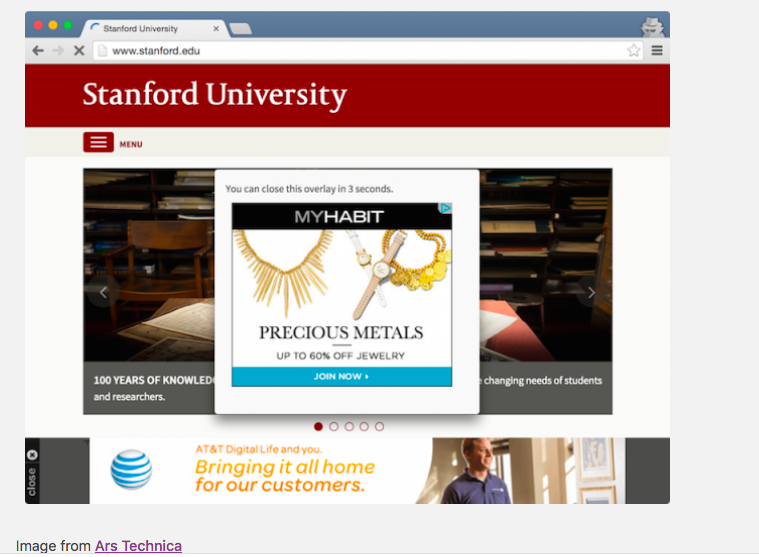 Stanford University
www.stanford.edu
Stanford University
MENU
You can close this overlay in 3 seconds.
MYHABIT
PRECIOUS METALS
UP TO 60% OFF JEWELRY
JOIN NOW
100 YEARS OF KNOWLED
e changing needs of students
and researchers.
close
AT&T Digital Life and you.
Bringing it all home
for our customers.
Image from Ars Technica